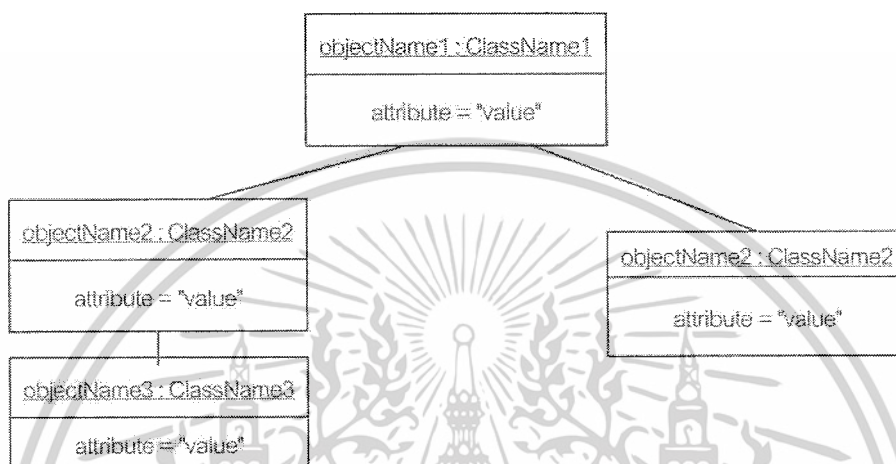 objectName1 : ClassName1
attribute = "value"
objectName2 : ClassName2
attribute = "value"
objectName2 : ClassName2
attribute = "value"
objectName3 : ClassName3
attribute = "value"